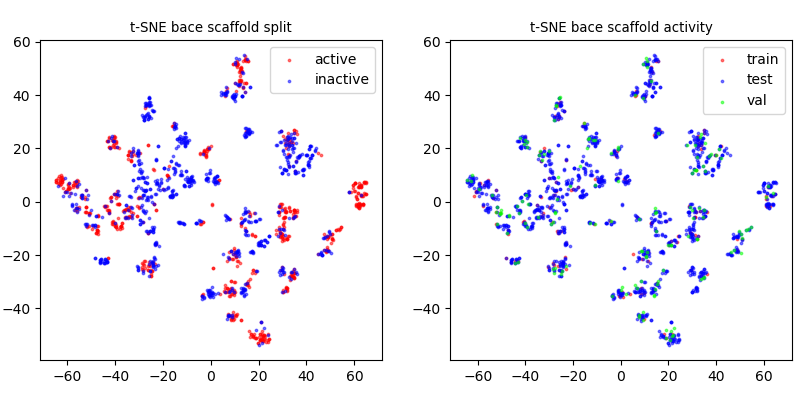 t-SNE bace scaffold split
active
inactive
60
40
20
0
−20
−40
−60 −40 −20 0 20 40 60
t-SNE bace scaffold activity
train
test
val
60
40
20
0
−20
−40
−60 −40 −20 0 20 40 60